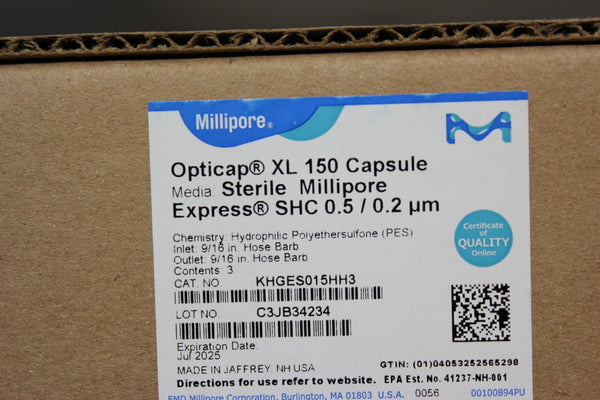 Millipore®
M
Opticap® XL 150 Capsule
Media: Sterile Millipore
Express® SHC 0.5 / 0.2 µm
Chemistry: Hydrophilic Polyethersulfone (PES)
Inlet: 9/16 in. Hose Barb
Outlet: 9/16 in. Hose Barb
Contents: 3
CAT. NO. KHGES015HH3
LOT NO. C3JB34234
Expiration Date:
Jul 2025
MADE IN JAFFREY, NH USA
Certificate
of
QUALITY
Online
GTIN: (01)04053252565298
Directions for use refer to website. EPA Est. No. 41237-NH-001
EMD Millipore Corporation, Burlington, MA 01803 U.S.A. 0056 00100894PU